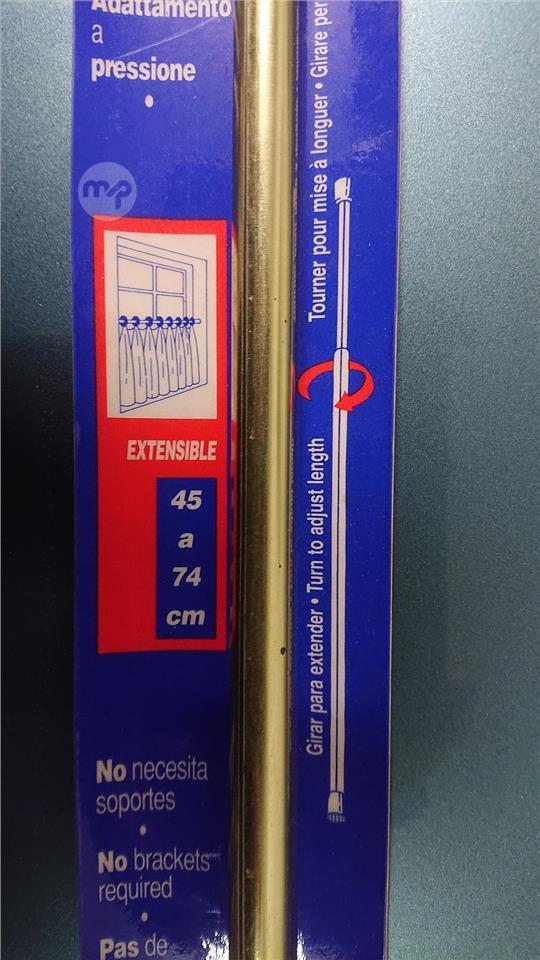 Adattamento
a
pressione
•
mp
EXTENSIBLE
45
a
74
cm
No necesita
soportes
•
No brackets
required
•
Pas de
Girar para extender • Turn to adjust length
Tourner pour mise à longuer • Girare per